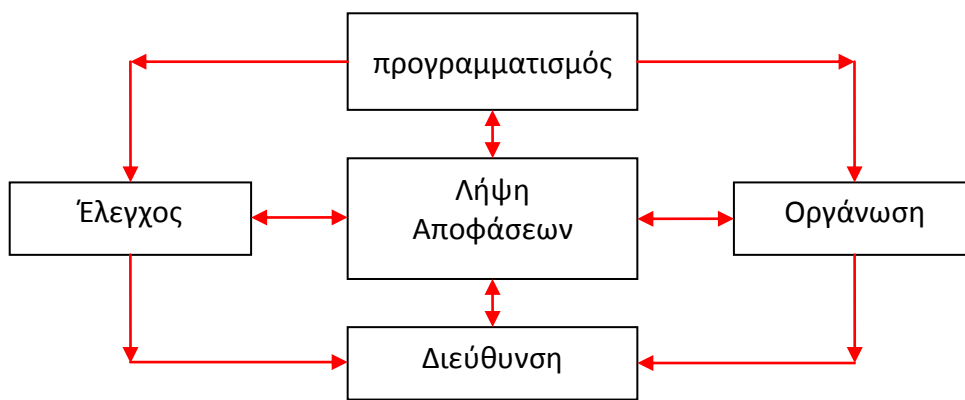 προγραμματισμός
Έλεγχος
Λήψη
Αποφάσεων
Οργάνωση
Διεύθυνση